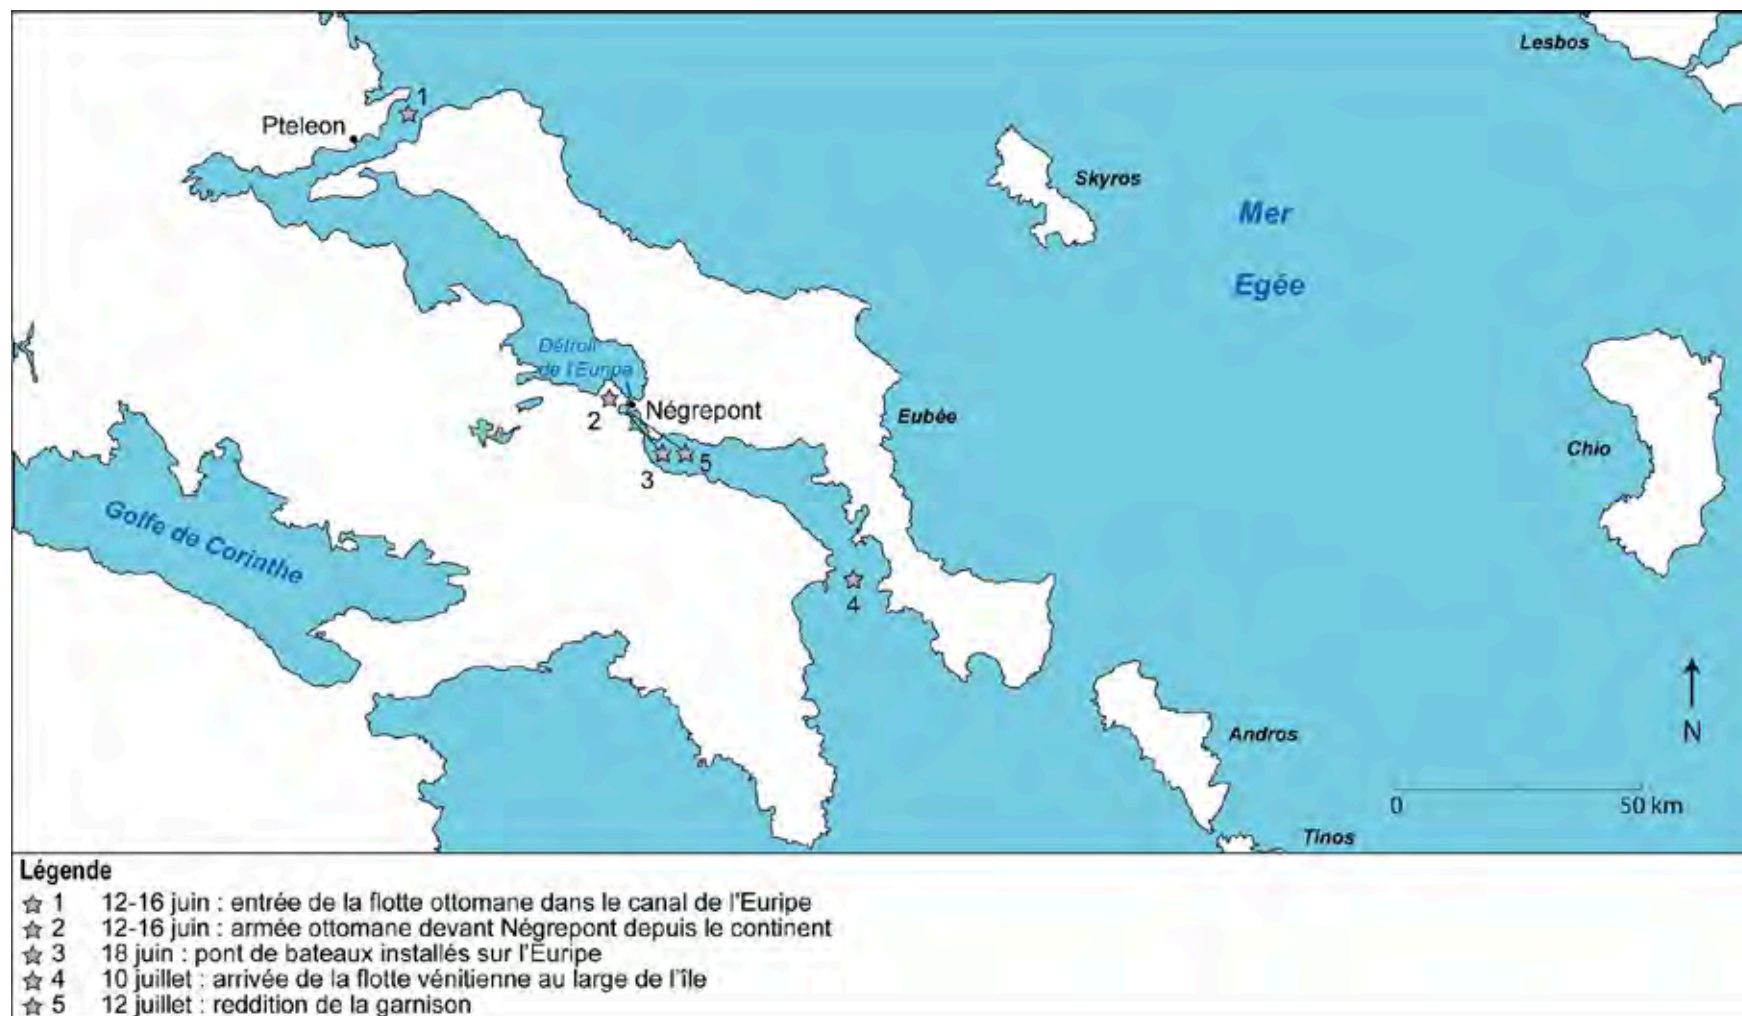 Lesbos
1
Pteleon
Skyros
Mer
Egée
Détroit
de l'Euripe
2
Négrepont
Eubée
3
5
Chio
Golfe de Corinthe
4
N
Andros
0
50 km
Tinos
Légende
1 12-16 juin : entrée de la flotte ottomane dans le canal de l'Euripe
2 12-16 juin : armée ottomane devant Négrepont depuis le continent
3 18 juin : pont de bateaux installés sur l'Euripe
4 10 juillet : arrivée de la flotte vénitienne au large de l'île
5 12 juillet : reddition de la garnison